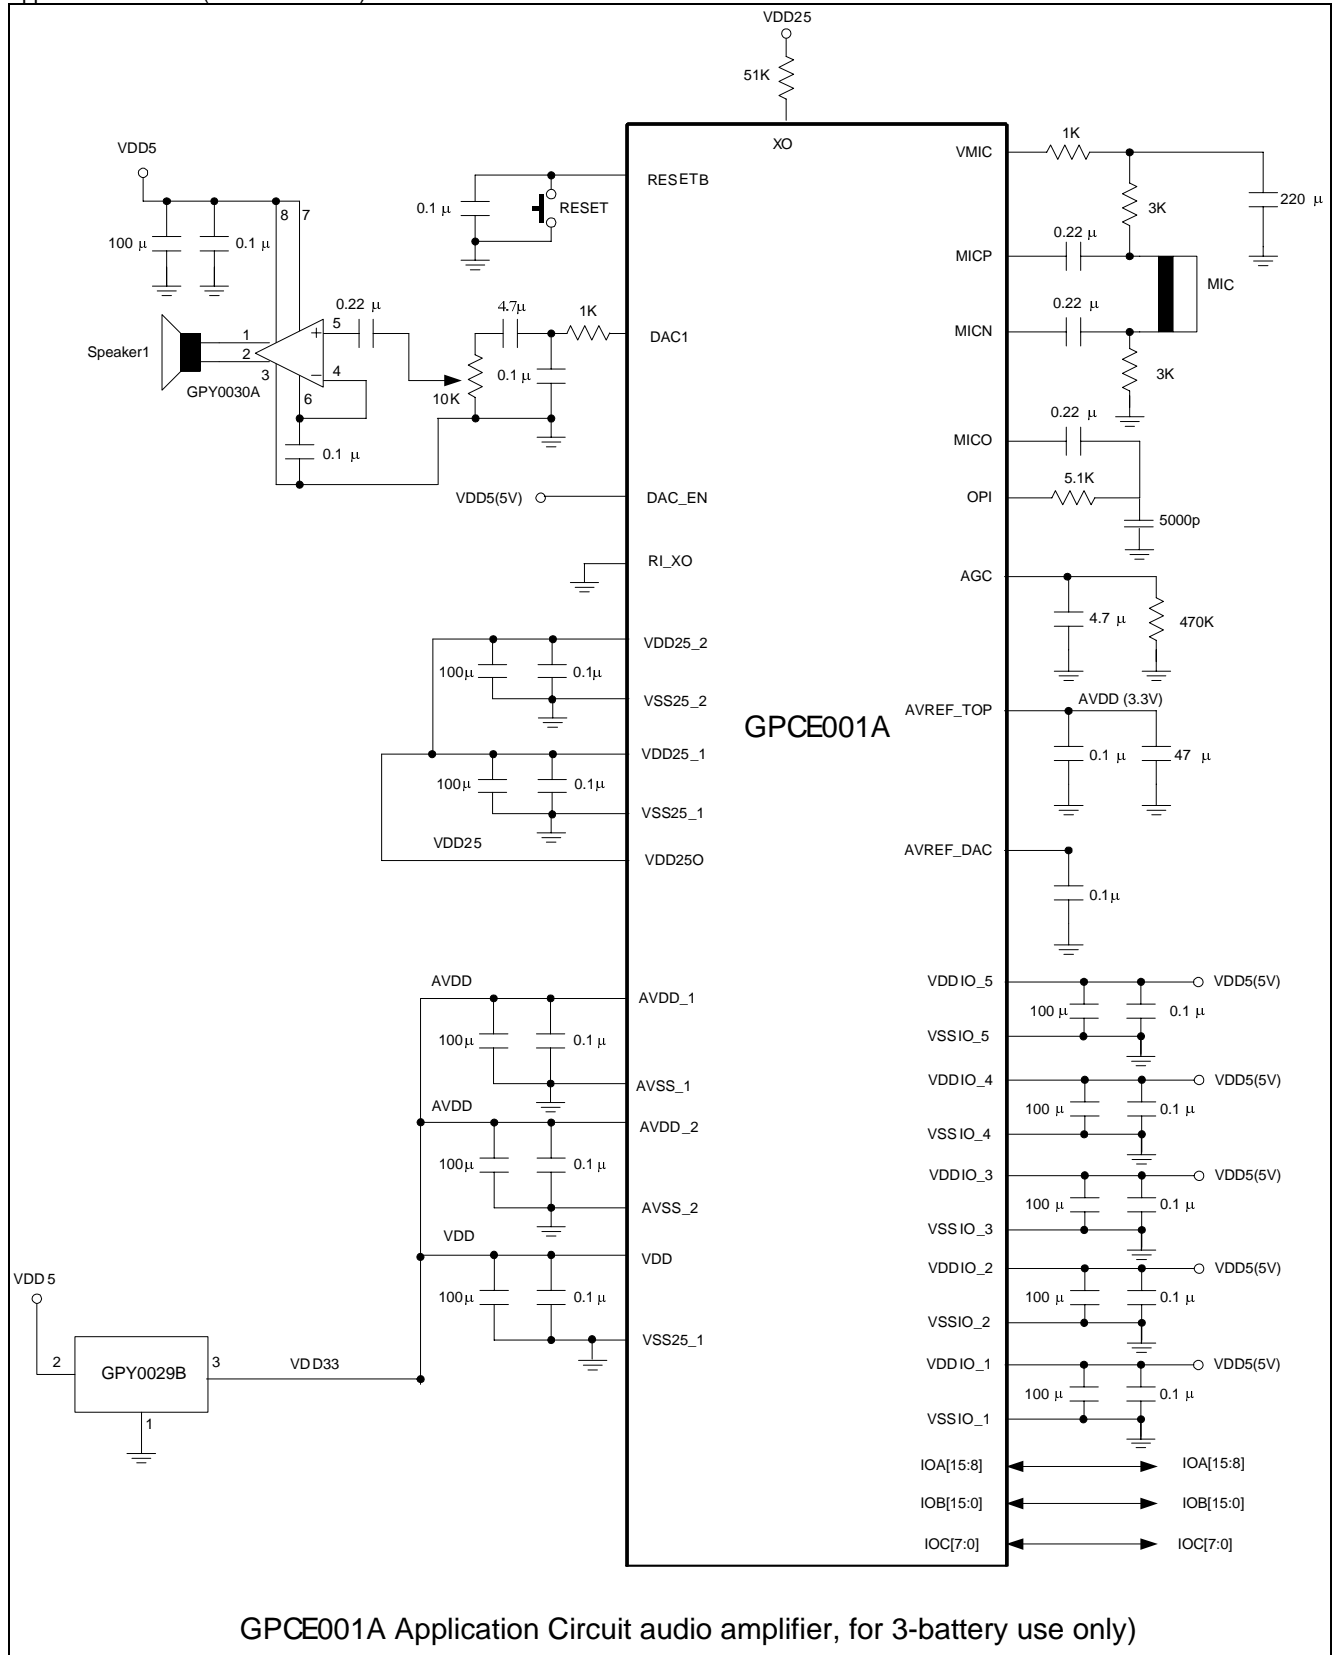 VDD25
51K
XO
VDD5
8 7
100 μ
0.1 μ
0.1 μ
RESET
RESETB
0.22 μ
4.7μ
1K
DAC1
Speaker1
1
2
3
+ 5
− 4
6
GPY0030A
10K
0.1 μ
0.1 μ
VDD5(5V)
DAC_EN
RI_XO
VDD25_2
100μ
0.1μ
VSS25_2
VDD25_1
100μ
0.1μ
VSS25_1
VDD25
VDD25O
AVDD
AVDD_1
100μ
0.1 μ
AVSS_1
AVDD
AVDD_2
100μ
0.1 μ
AVSS_2
VDD
VDD
100μ
0.1 μ
VSS25_1
VDD5
2
GPY0029B
3
VDD33
1
GPCE001A
VMIC
1K
3K
220 μ
MICP
0.22 μ
MIC
MICN
0.22 μ
3K
MICO
0.22 μ
OPI
5.1K
5000p
AGC
4.7 μ
470K
AVREF_TOP
AVDD (3.3V)
0.1 μ
47 μ
AVREF_DAC
0.1μ
VDDIO_5
VDD5(5V)
100 μ
0.1 μ
VSSIO_5
VDDIO_4
VDD5(5V)
100 μ
0.1 μ
VSSIO_4
VDDIO_3
VDD5(5V)
100 μ
0.1 μ
VSSIO_3
VDDIO_2
VDD5(5V)
100 μ
0.1 μ
VSSIO_2
VDDIO_1
VDD5(5V)
100 μ
0.1 μ
VSSIO_1
IOA[15:8]
IOA[15:8]
IOB[15:0]
IOB[15:0]
IOC[7:0]
IOC[7:0]
GPCE001A Application Circuit audio amplifier, for 3-battery use only)